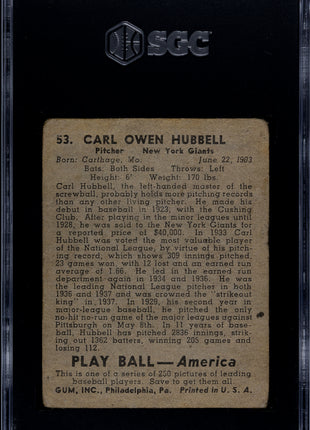 SGC
53. CARL OWEN HUBBELL
Pitcher New York Giants
Born: Carthage, Mo. June 22, 1903
Bats: Both Sides Throws: Left
Height: 6' Weight: 170 lbs.
Carl Hubbell, the left-handed master of the
screwball, probably holds more pitching records
than any other living pitcher. He made his
debut in baseball in 1923, with the Cushing
Club. After playing in the minor leagues until
1928, he was sold to the New York Giants for
a reported price of $40,000. In 1933 Carl
Hubbell was voted the most valuable player
of the National League, by virtue of his pitch-
ing record, which shows 309 innings pitched,
23 games won, with 12 lost and an earned run
average of 1.66. He led in the earned run
department again in 1934 and 1936. He was
the leading National League pitcher in both
1936 and 1937 and was crowned the "strikeout
king" in 1937. In 1929, his second year in
major-league baseball, he pitched the only
no-hit no-run game of the year when defeating
Pittsburgh on May 8th. In 11 years of base-
ball, Hubbell has pitched 2836 innings, strik-
ing out 1362 batters, winning 205 games and
losing 112.
PLAY BALL—America
This is one of a series of 250 pictures of leading
baseball players. Save to get them all.
GUM, INC., Philadelphia, Pa. Printed in U. S. A.